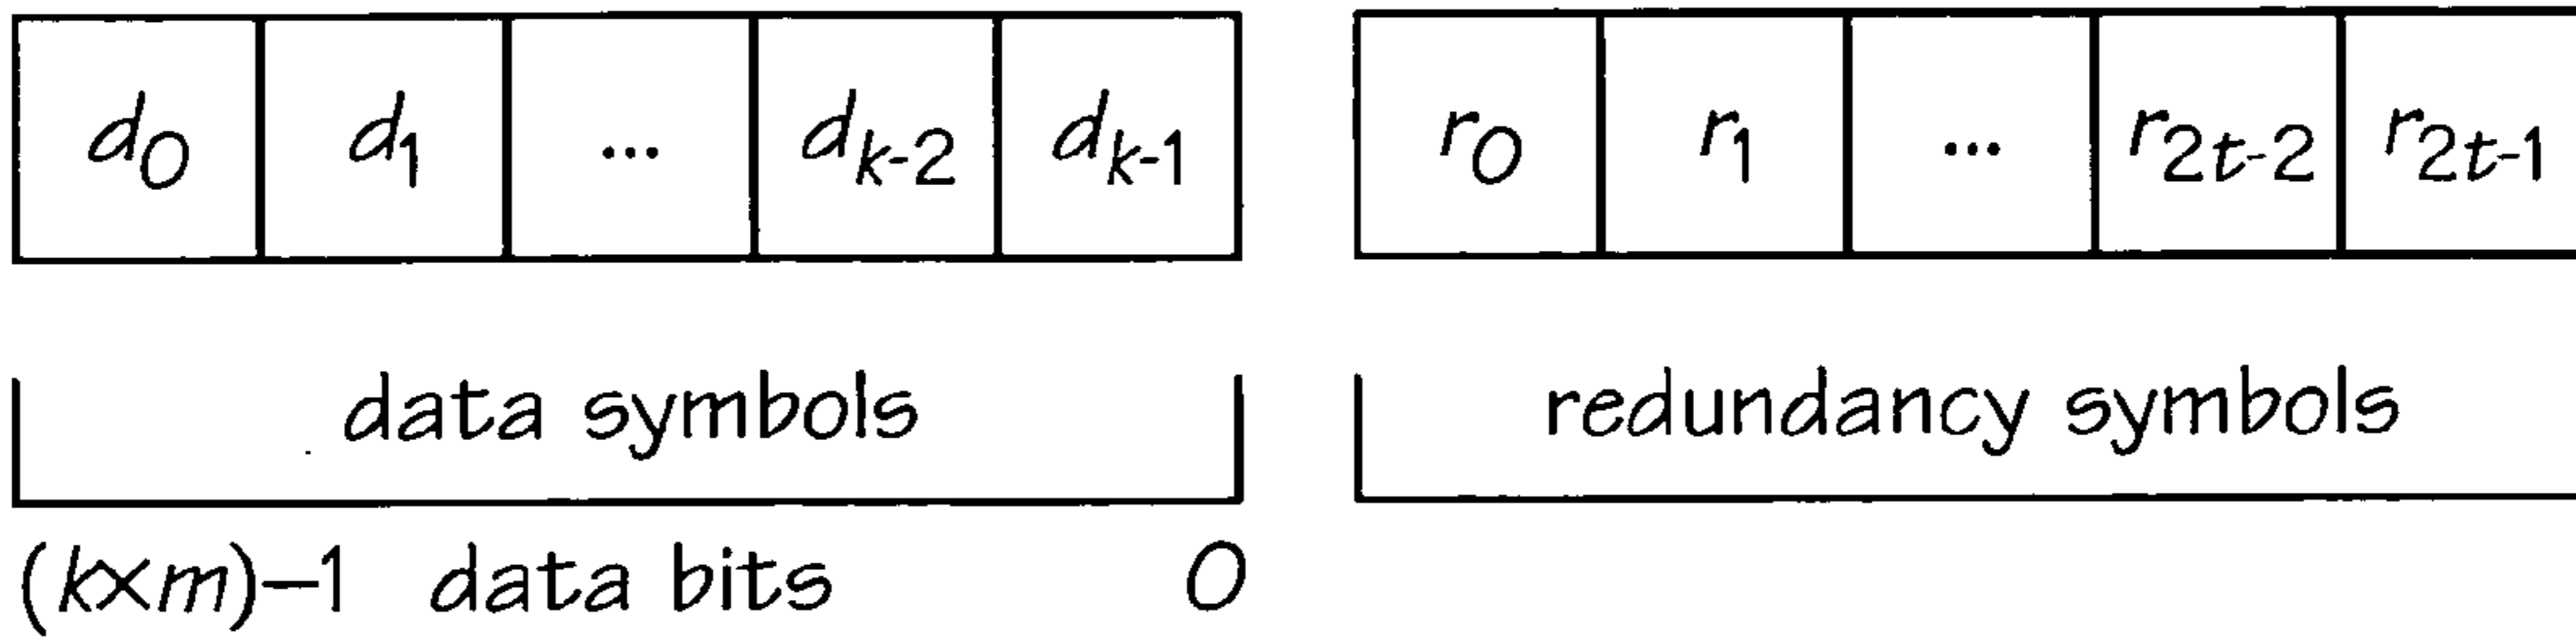 d0 d1 ... dk-2 dk-1 r0 r1 ... r2t-2 r2t-1
data symbols redundancy symbols
(k×m)–1 data bits 0